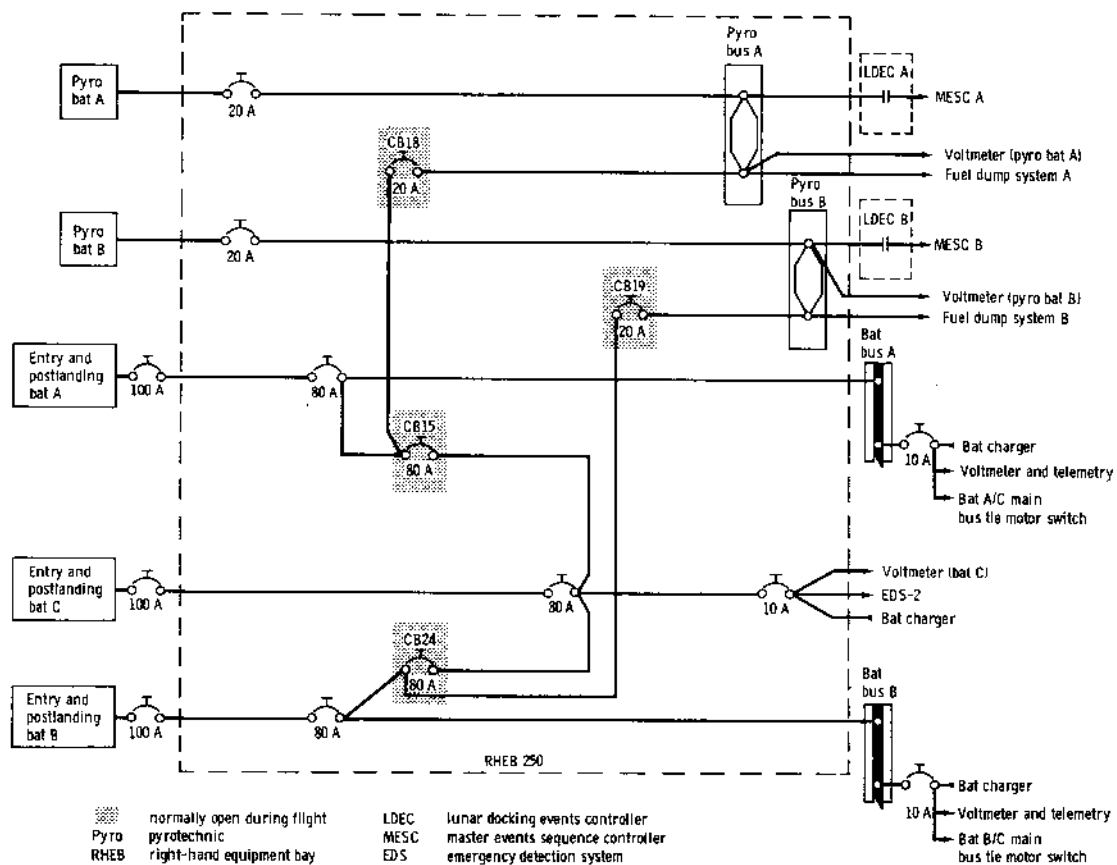 Pyro
bus A
LDEC A
Pyro
bat A
20 A
MESC A
CB18
20 A
Voltmeter (pyro bat A)
Fuel dump system A
Pyro
bus B
LDEC B
Pyro
bat B
20 A
MESC B
CB19
20 A
Voltmeter (pyro bat B)
Fuel dump system B
Bat
bus A
Entry and
postlanding
bat A
100 A
80 A
CB15
80 A
10 A
Bat charger
Voltmeter and telemetry
Bat A/C main
bus tie motor switch
Entry and
postlanding
bat C
100 A
80 A
10 A
Voltmeter (bat C)
EDS-2
Bat charger
CB24
80 A
Bat
bus B
Entry and
postlanding
bat B
100 A
80 A
RHEB 250
10 A
Bat charger
Voltmeter and telemetry
Bat B/C main
bus tie motor switch
normally open during flight
Pyro pyrotechnic
RHEB right-hand equipment bay
LDEC lunar docking events controller
MESC master events sequence controller
EDS emergency detection system